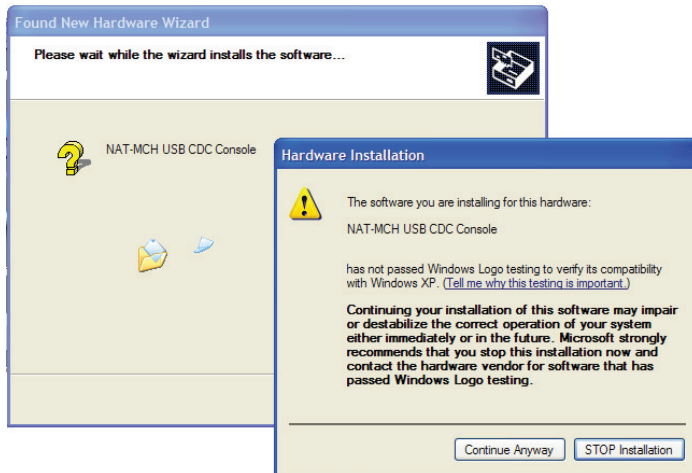 Found New Hardware Wizard
Please wait while the wizard installs the software...
NAT-MCH USB CDC Console
Hardware Installation
The software you are installing for this hardware:
NAT-MCH USB CDC Console
has not passed Windows Logo testing to verify its compatibility
with Windows XP. (Tell me why this testing is important.)
Continuing your installation of this software may impair
or destabilize the correct operation of your system
either immediately or in the future. Microsoft strongly
recommends that you stop this installation now and
contact the hardware vendor for software that has
passed Windows Logo testing.
Continue Anyway
STOP Installation